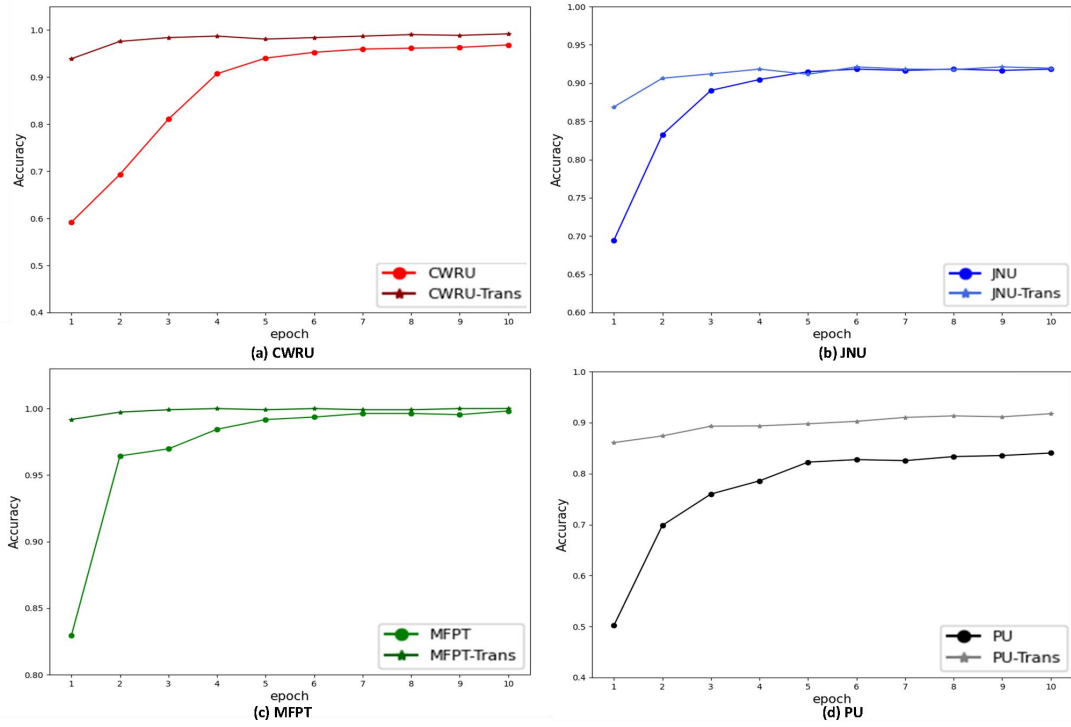 1.0
0.9
0.8
0.7
0.6
0.5
0.4
Accuracy
1 2 3 4 5 6 7 8 9 10
epoch
CWRU
CWRU-Trans
(a) CWRU
1.00
0.95
0.90
0.85
0.80
0.75
0.70
0.65
0.60
Accuracy
1 2 3 4 5 6 7 8 9 10
epoch
JNU
JNU-Trans
(b) JNU
1.00
0.95
0.90
0.85
0.80
Accuracy
1 2 3 4 5 6 7 8 9 10
epoch
MFPT
MFPT-Trans
(c) MFPT
1.0
0.9
0.8
0.7
0.6
0.5
0.4
Accuracy
1 2 3 4 5 6 7 8 9 10
epoch
PU
PU-Trans
(d) PU